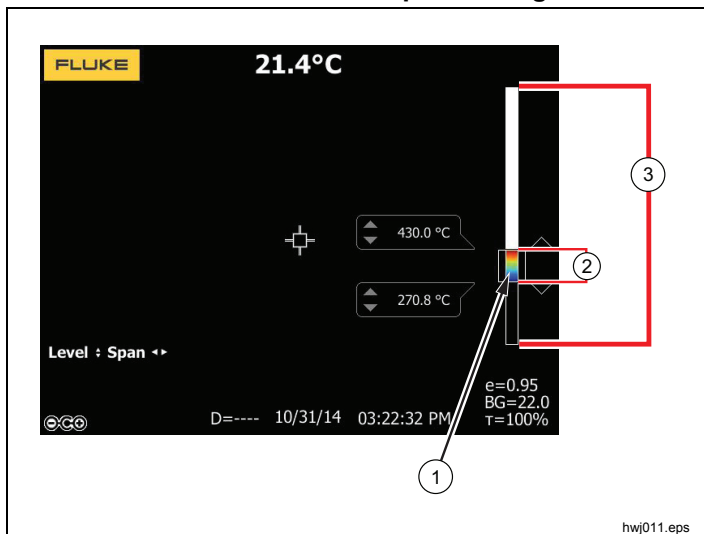 FLUKE
21.4°C
3
430.0 °C
2
270.8 °C
Level Span
e=0.95
BG=22.0
D=---- 10/31/14 03:22:32 PM τ=100%
1
hwj011.eps